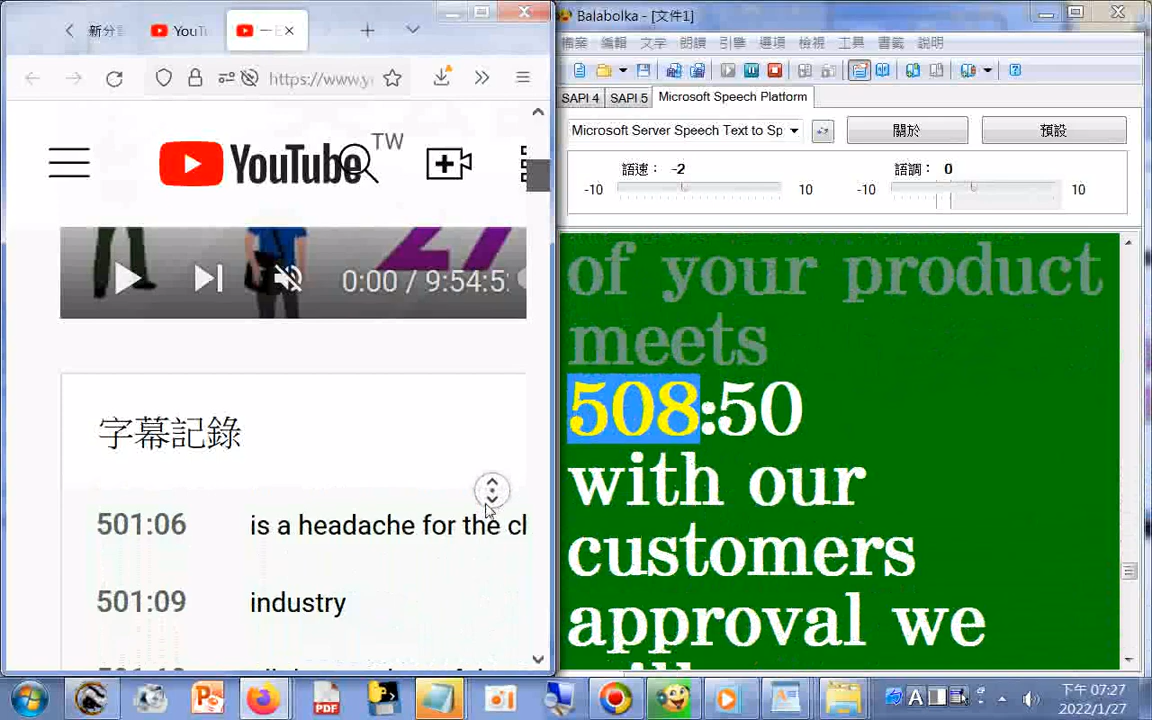 新分
YouT
一 E
https://www.y
YouTube TW
27
0:00 / 9:54:5
字幕記錄
501:06 is a headache for the cl
501:09 industry
Balabolka - [文件1]
檔案 編輯 文字 朗讀 引擎 選項 檢視 工具 書籤 說明
SAPI 4 SAPI 5 Microsoft Speech Platform
Microsoft Server Speech Text to Sp 關於 預設
語速: -2 語調: 0
-10 10 -10 10
of your product
meets
508:50
with our
customers
approval we
PDF
A
下午 07:27
2022/1/27